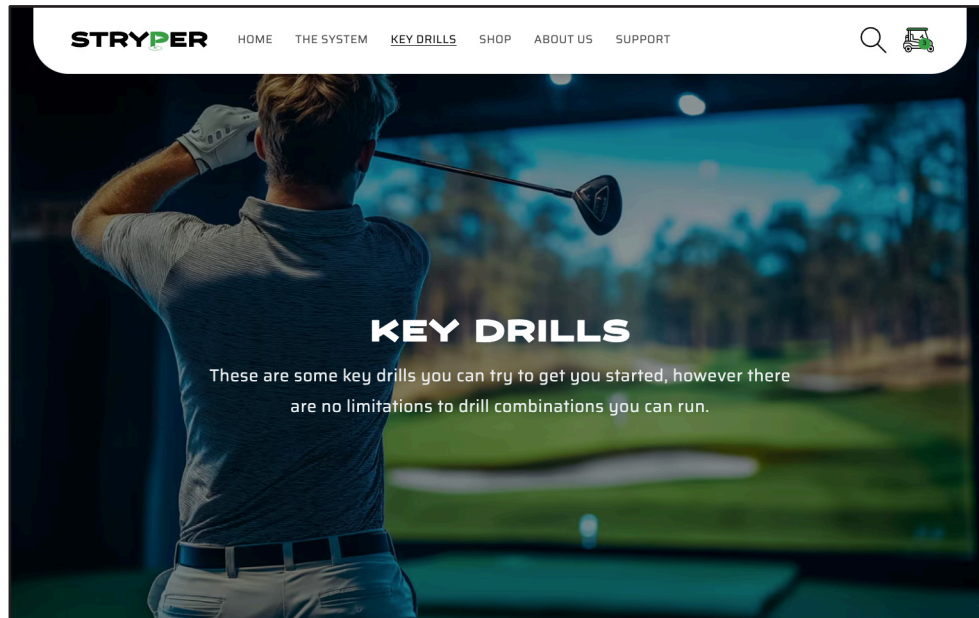 STRYPER HOME THE SYSTEM KEY DRILLS SHOP ABOUT US SUPPORT
KEY DRILLS
These are some key drills you can try to get you started, however there
are no limitations to drill combinations you can run.